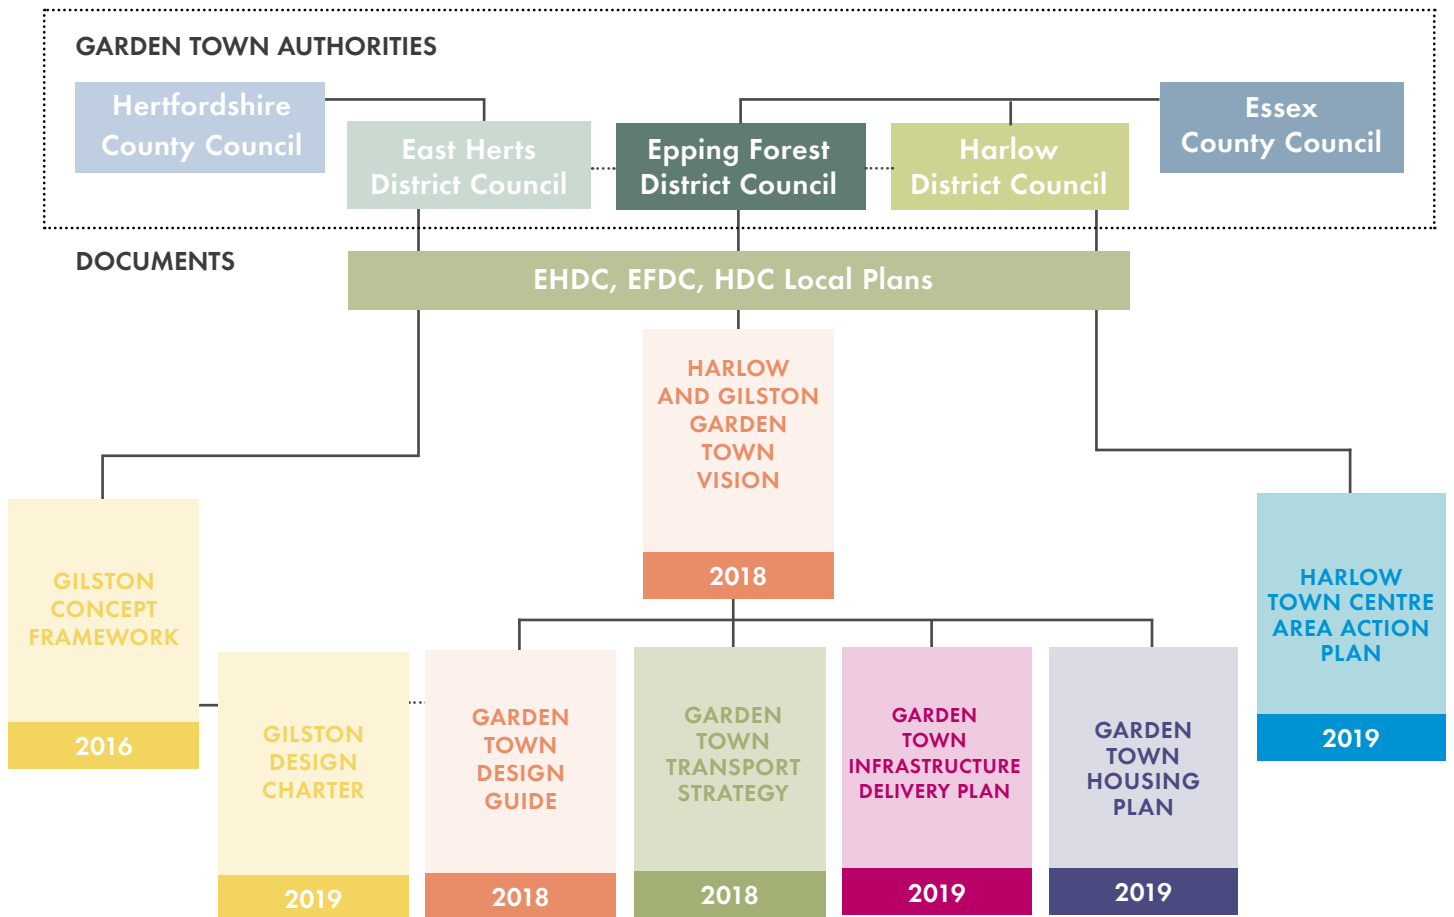 GARDEN TOWN AUTHORITIES
Hertfordshire
County Council
East Herts
District Council
Epping Forest
District Council
Harlow
District Council
Essex
County Council
DOCUMENTS
EHDC, EFDC, HDC Local Plans
HARLOW
AND GILSTON
GARDEN
TOWN
VISION
2018
GILSTON
CONCEPT
FRAMEWORK
2016
GILSTON
DESIGN
CHARTER
2019
GARDEN
TOWN
DESIGN
GUIDE
2018
GARDEN
TOWN
TRANSPORT
STRATEGY
2018
GARDEN
TOWN
INFRASTRUCTURE
DELIVERY PLAN
2019
GARDEN
TOWN
HOUSING
PLAN
2019
HARLOW
TOWN CENTRE
AREA ACTION
PLAN
2019